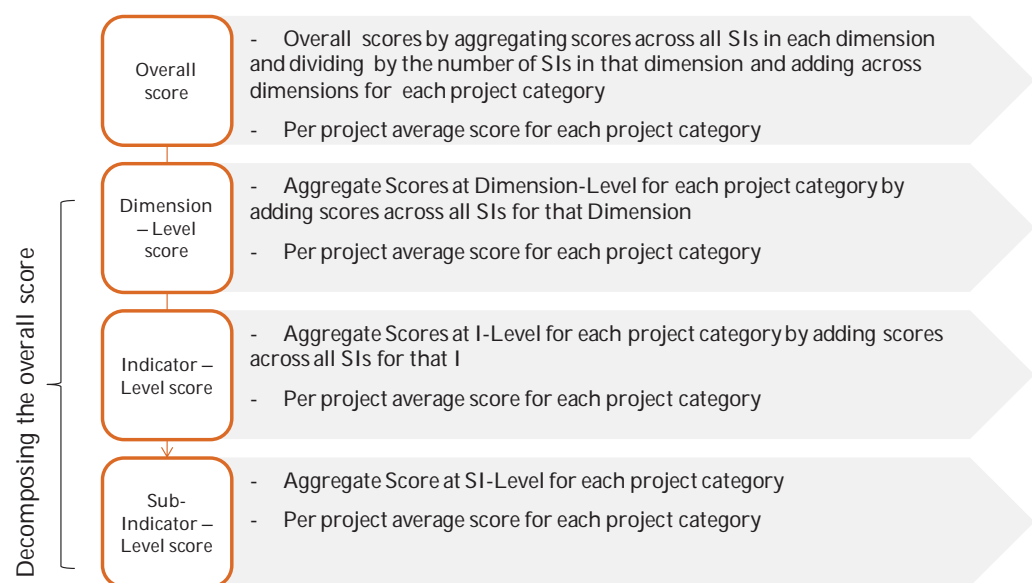 Overall
score
- Overall scores by aggregating scores across all SIs in each dimension
and dividing by the number of SIs in that dimension and adding across
dimensions for each project category
- Per project average score for each project category
Decomposing the overall score
Dimension
– Level
score
- Aggregate Scores at Dimension-Level for each project category by
adding scores across all SIs for that Dimension
- Per project average score for each project category
Indicator –
Level score
- Aggregate Scores at I-Level for each project category by adding scores
across all SIs for that I
- Per project average score for each project category
Sub-
Indicator –
Level score
- Aggregate Score at SI-Level for each project category
- Per project average score for each project category